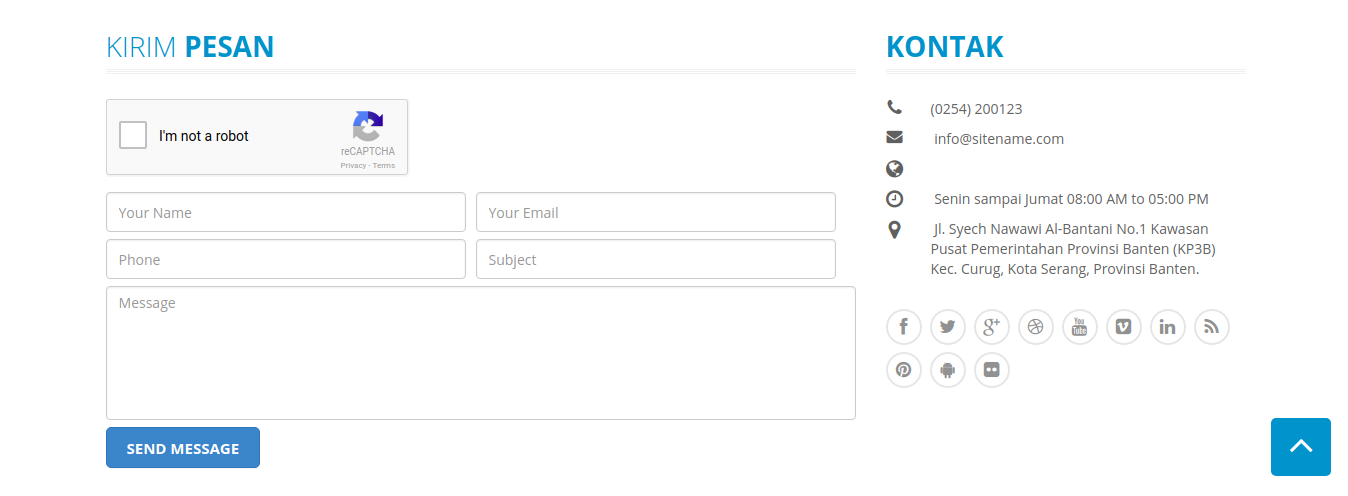 KIRIM PESAN
I'm not a robot
reCAPTCHA
Privacy - Terms
Your Name
Your Email
Phone
Subject
Message
SEND MESSAGE
KONTAK
(0254) 200123
info@sitename.com
Senin sampai Jumat 08:00 AM to 05:00 PM
Jl. Syech Nawawi Al-Bantani No.1 Kawasan
Pusat Pemerintahan Provinsi Banten (KP3B)
Kec. Curug, Kota Serang, Provinsi Banten.
You
Tube